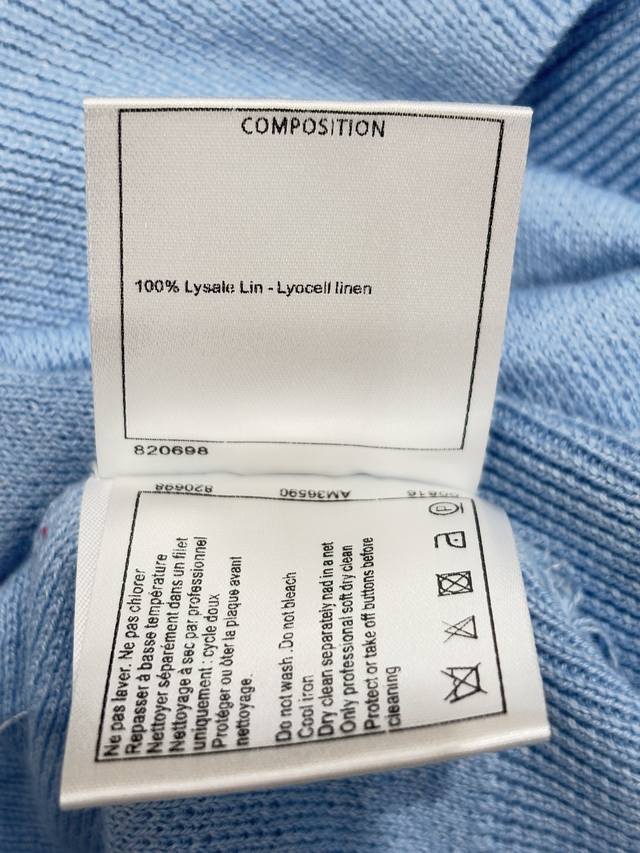 COMPOSITION
100% Lysale Lin - Lyocell linen
820698
820698 AM36590
Ne pas laver. Ne pas chlorer
Repasser à basse température
Nettoyer séparément dans un filet
Nettoyage à sec par professionnel
uniquement : cycle doux
Protéger ou ôter la plaque avant
nettoyage.
Do not wash .Do not bleach
Cool iron
Dry clean separately nad in a net
Only professional soft dry clean
Protect or take off buttons before
cleaning